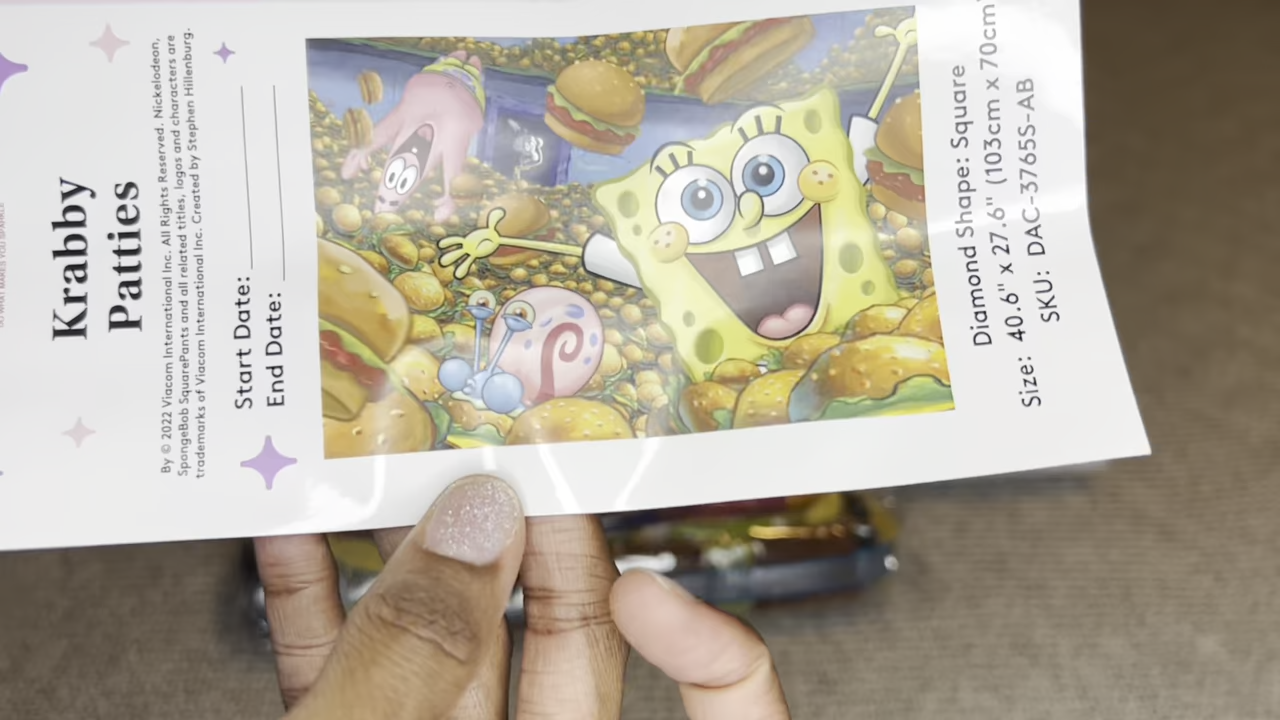 Krabby
Patties
By © 2022 Viacom International Inc. All Rights Reserved. Nickelodeon,
SpongeBob SquarePants and all related titles, logos and characters are
trademarks of Viacom International Inc. Created by Stephen Hillenburg.
Start Date:
End Date:
Diamond Shape: Square
Size: 40.6" x 27.6" (103cm x 70cm)
SKU: DAC-3765S-AB